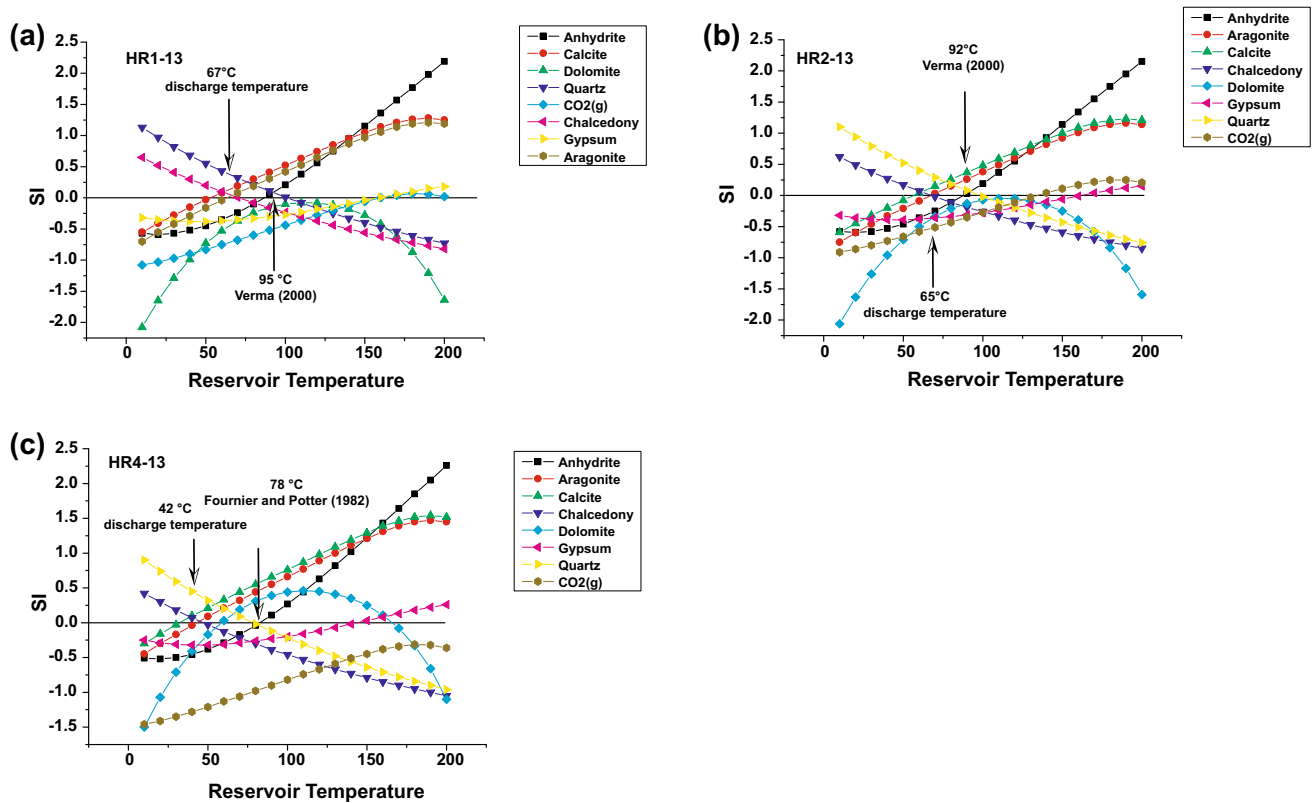 (a)
HR1-13
67°C
discharge temperature
95 °C
Verma (2000)
SI
2.5
2.0
1.5
1.0
0.5
0.0
-0.5
-1.0
-1.5
-2.0
0
50
100
150
200
Reservoir Temperature
Anhydrite
Calcite
Dolomite
Quartz
CO2(g)
Chalcedony
Gypsum
Aragonite
(b)
HR2-13
92°C
Verma (2000)
65°C
discharge temperature
SI
2.5
2.0
1.5
1.0
0.5
0.0
-0.5
-1.0
-1.5
-2.0
0
50
100
150
200
Reservoir Temperature
Anhydrite
Aragonite
Calcite
Chalcedony
Dolomite
Gypsum
Quartz
CO2(g)
(c)
HR4-13
42 °C
discharge temperature
78 °C
Fournier and Potter (1982)
SI
2.5
2.0
1.5
1.0
0.5
0.0
-0.5
-1.0
-1.5
0
50
100
150
200
Reservoir Temperature
Anhydrite
Aragonite
Calcite
Chalcedony
Dolomite
Gypsum
Quartz
CO2(g)